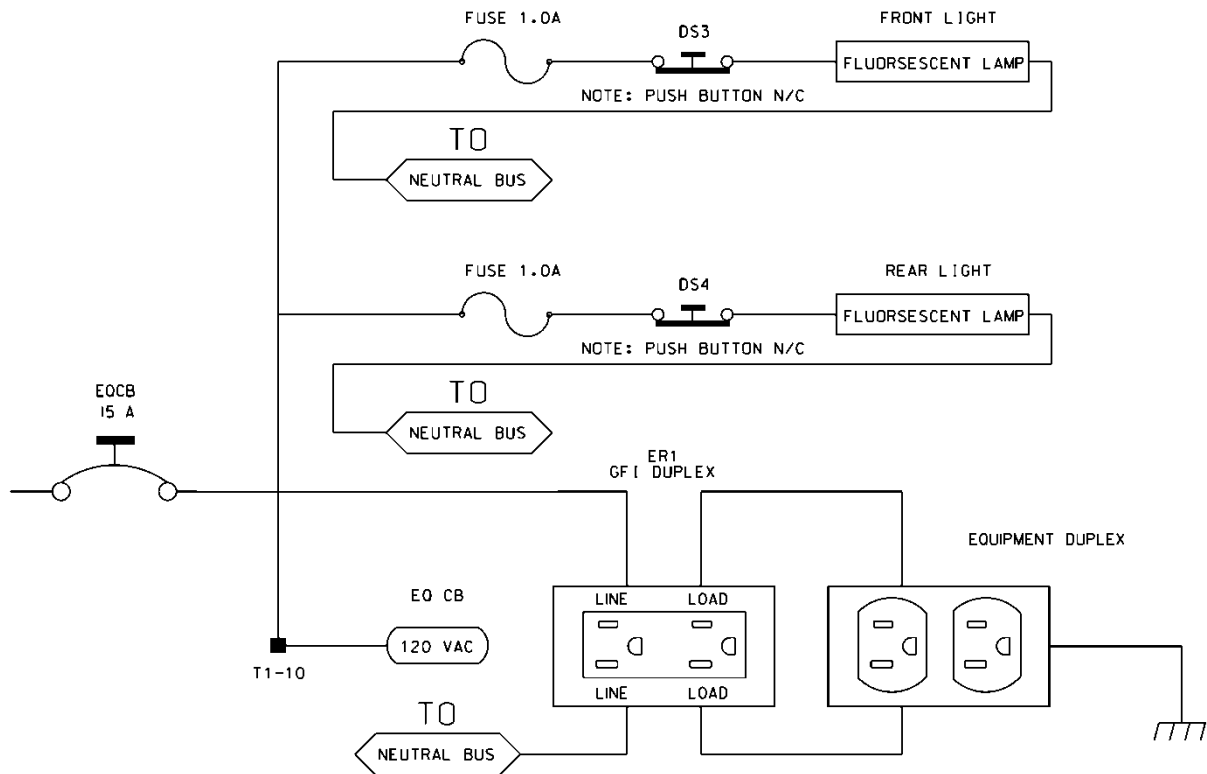 FUSE 1.0A
DS3
FRONT LIGHT
FLUORSESCENT LAMP
NOTE: PUSH BUTTON N/C
TO
NEUTRAL BUS
FUSE 1.0A
DS4
REAR LIGHT
FLUORSESCENT LAMP
NOTE: PUSH BUTTON N/C
TO
NEUTRAL BUS
EQCB
15 A
ER1
GFI DUPLEX
EQUIPMENT DUPLEX
LINE LOAD
EQ CB
120 VAC
T1-10
LINE LOAD
TO
NEUTRAL BUS